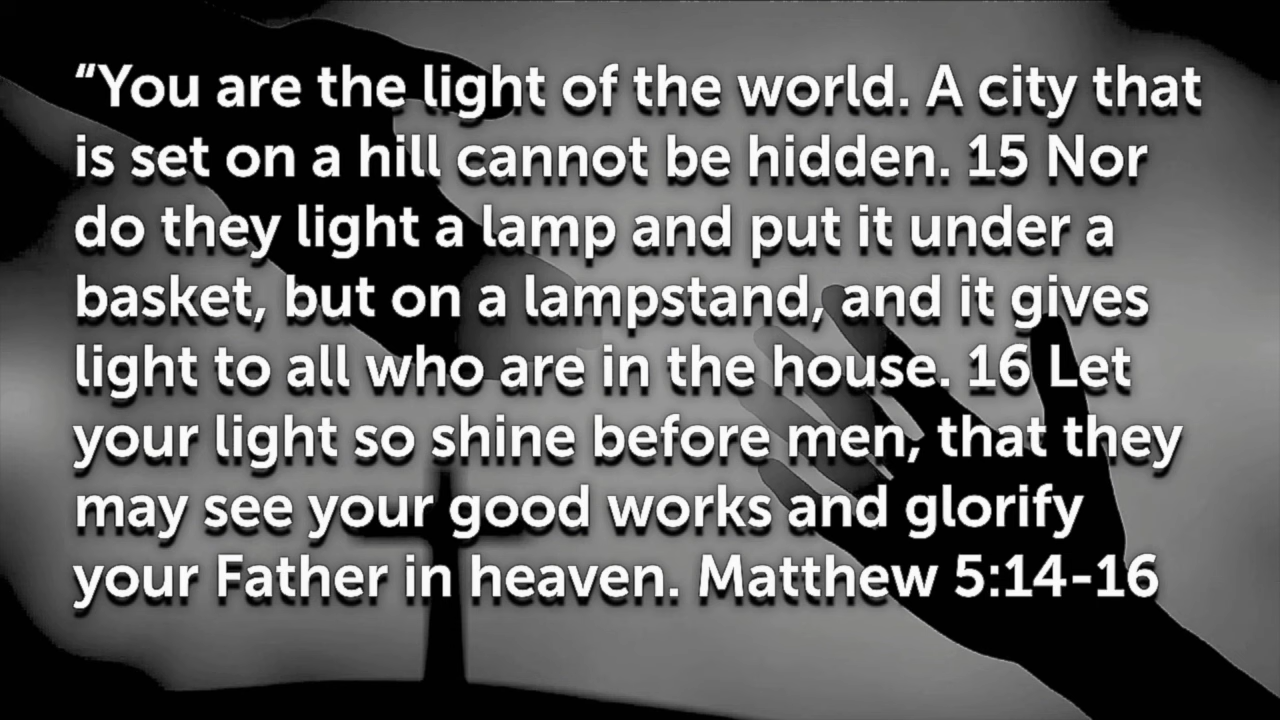 “You are the light of the world. A city that
is set on a hill cannot be hidden. 15 Nor
do they light a lamp and put it under a
basket, but on a lampstand, and it gives
light to all who are in the house. 16 Let
your light so shine before men, that they
may see your good works and glorify
your Father in heaven. Matthew 5:14-16